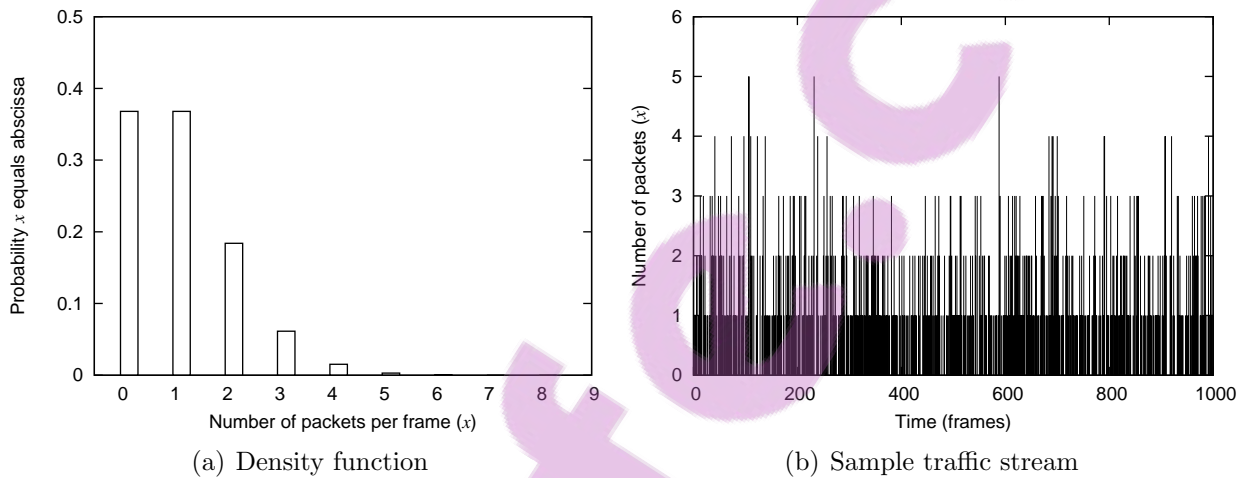 0.5
0.4
0.3
0.2
0.1
0
Probability x equals abscissa
0 1 2 3 4 5 6 7 8 9
Number of packets per frame (x)
(a) Density function
6
5
4
3
2
1
0
Number of packets (x)
0 200 400 600 800 1000
Time (frames)
(b) Sample traffic stream